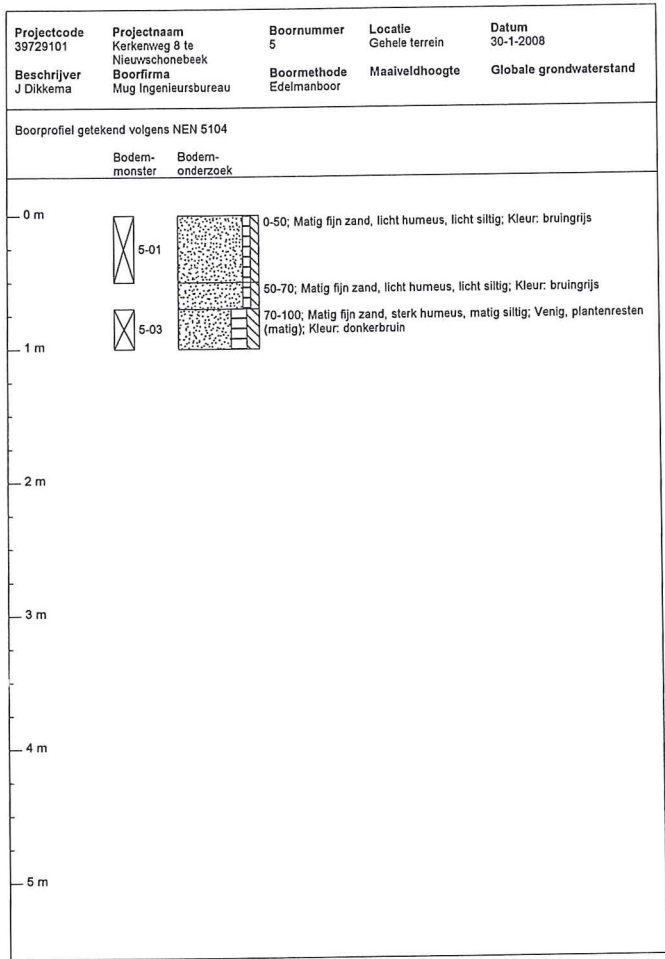 Projectcode Projectnaam Boornummer Locatie Datum
39729101 Kerkenweg 8 te 5 Gehele terrein 30-1-2008
Nieuwschonebeek
Beschrijver Boorfirma Boormethode Maaiveldhoogte Globale grondwaterstand
J Dikkema Mug Ingenieursbureau Edelmanboor
Boorprofiel getekend volgens NEN 5104
Bodem- Bodem-
monster onderzoek
0 m
0-50; Matig fijn zand, licht humeus, licht siltig; Kleur: bruingrijs
5-01
50-70; Matig fijn zand, licht humeus, licht siltig; Kleur: bruingrijs
70-100; Matig fijn zand, sterk humeus, matig siltig; Venig, plantenresten
5-03 (matig); Kleur: donkerbruin
1 m
2 m
3 m
4 m
5 m